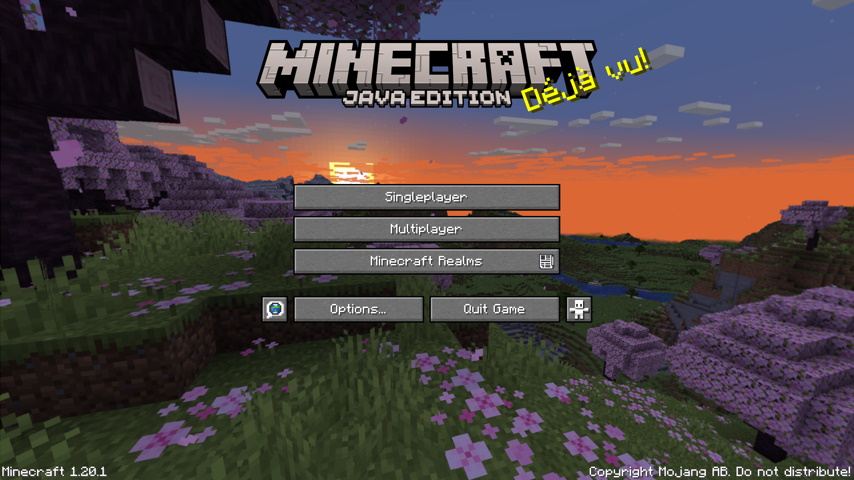 MINECRAFT
JAVA EDITION
Déjà vu!
Singleplayer
Multiplayer
Minecraft Realms
Options...
Quit Game
Minecraft 1.20.1
Copyright Mojang AB. Do not distribute!